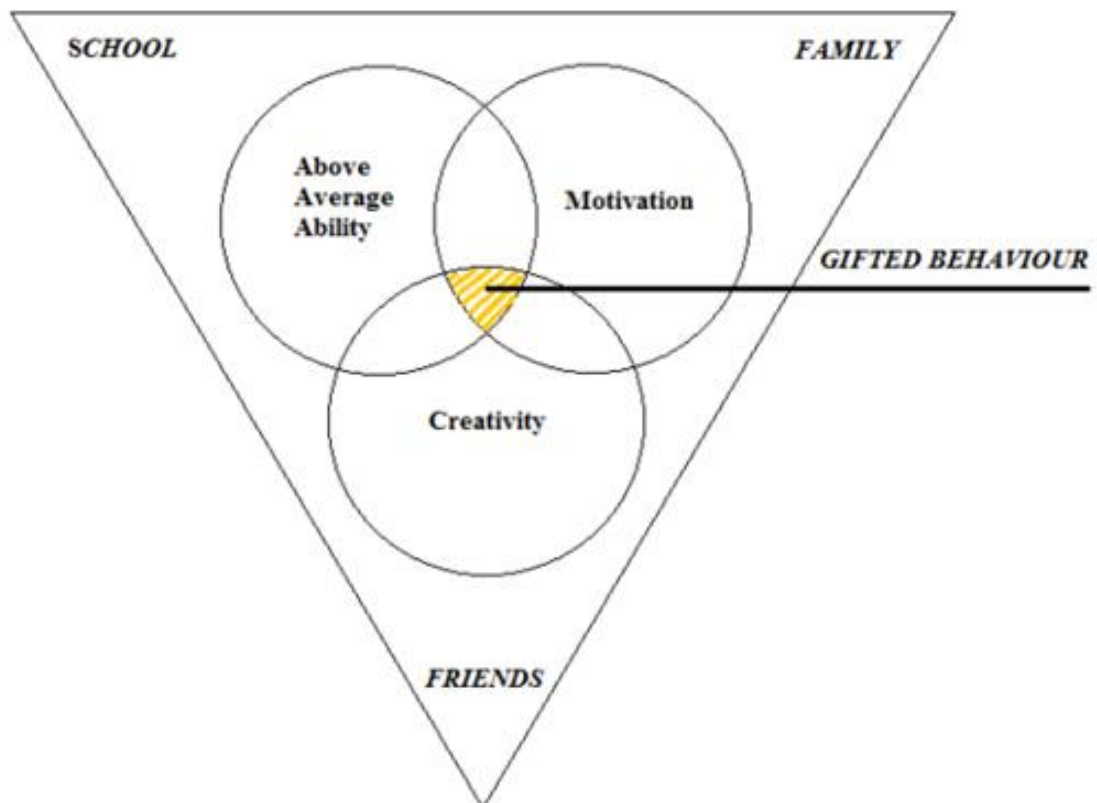 SCHOOL
FAMILY
Above
Average
Ability
Motivation
GIFTED BEHAVIOUR
Creativity
FRIENDS